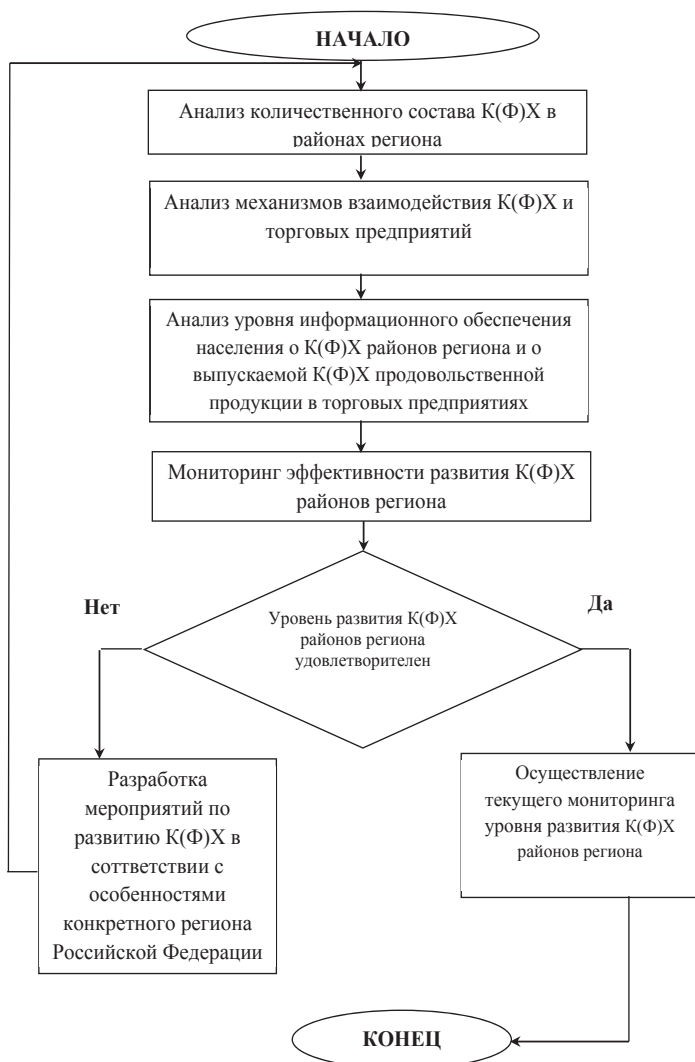 НАЧАЛО
Анализ количественного состава К(Ф)Х в
районах региона
Анализ механизмов взаимодействия К(Ф)Х и
торговых предприятий
Анализ уровня информационного обеспечения
населения о К(Ф)Х районов региона и о
выпускаемой К(Ф)Х продовольственной
продукции в торговых предприятиях
Мониторинг эффективности развития К(Ф)Х
районов региона
Нет
Да
Уровень развития К(Ф)Х
районов региона
удовлетворителен
Разработка
мероприятий по
развитию К(Ф)Х в
соттветствии с
особенностями
конкретного региона
Российской Федерации
Осуществление
текущего мониторинга
уровня развития К(Ф)Х
районов региона
КОНЕЦ